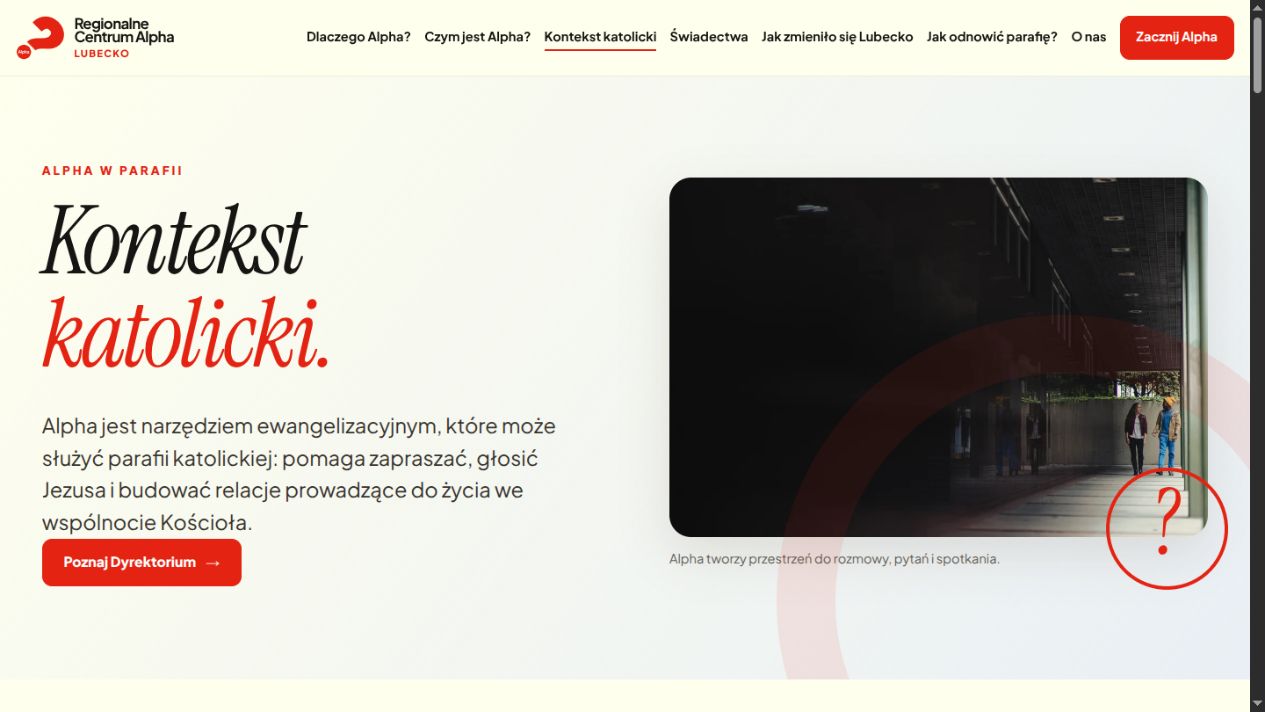 Regionalne
Centrum Alpha
LUBECKO
Alpha
Dlaczego Alpha?
Czym jest Alpha?
Kontekst katolicki
Świadectwa
Jak zmieniło się Lubecko
Jak odnowić parafię?
O nas
Zacznij Alpha
ALPHA W PARAFII
Kontekst
katolicki.
Alpha jest narzędziem ewangelizacyjnym, które może
służyć parafii katolickiej: pomaga zapraszać, głosić
Jezusa i budować relacje prowadzące do życia we
wspólnocie Kościoła.
Poznaj Dyrektorium →
?
Alpha tworzy przestrzeń do rozmowy, pytań i spotkania.